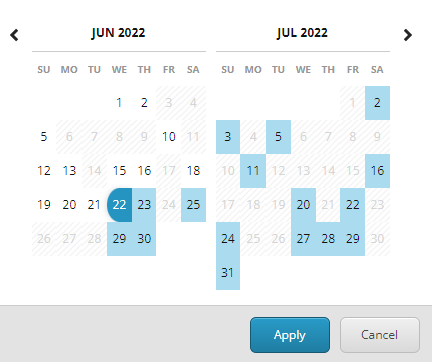 JUN 2022 JUL 2022
SU MO TU WE TH FR SA SU MO TU WE TH FR SA
1 2 3 4 1 2
5 6 7 8 9 10 11 3 4 5 6 7 8 9
12 13 14 15 16 17 18 10 11 12 13 14 15 16
19 20 21 22 23 24 25 17 18 19 20 21 22 23
26 27 28 29 30 24 25 26 27 28 29 30
31
Apply Cancel